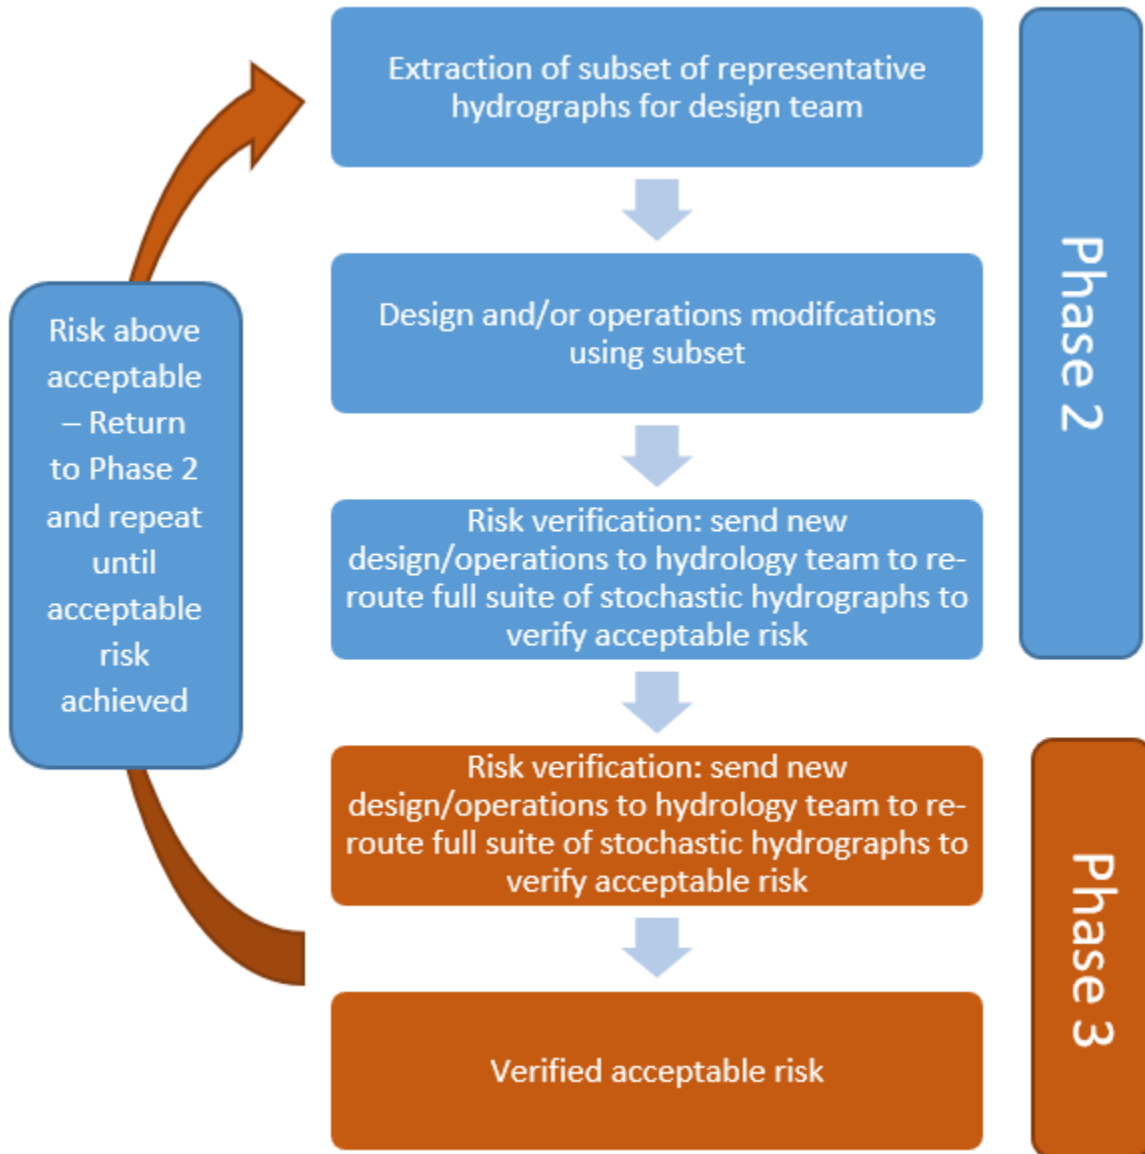 Extraction of subset of representative
hydrographs for design team
Design and/or operations modifcations
using subset
Risk verification: send new
design/operations to hydrology team to re-
route full suite of stochastic hydrographs to
verify acceptable risk
Phase 2
Risk above
acceptable
– Return
to Phase 2
and repeat
until
acceptable
risk
achieved
Risk verification: send new
design/operations to hydrology team to re-
route full suite of stochastic hydrographs to
verify acceptable risk
Verified acceptable risk
Phase 3